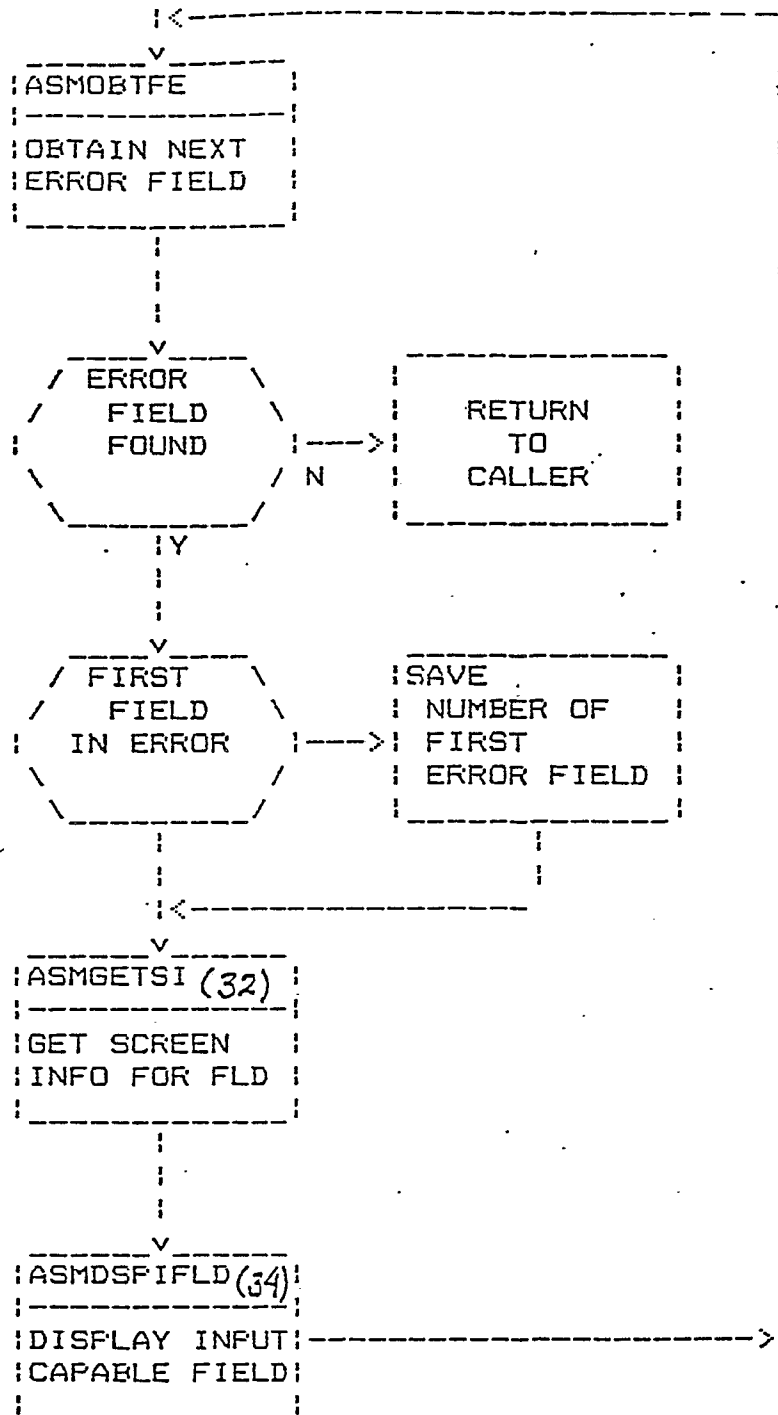 ASMOBTFE
OBTAIN NEXT
ERROR FIELD
ERROR
FIELD
FOUND
N
RETURN
TO
CALLER
Y
FIRST
FIELD
IN ERROR
SAVE
NUMBER OF
FIRST
ERROR FIELD
ASMGETSI (32)
GET SCREEN
INFO FOR FLD
ASMDSPIFLD (34)
DISPLAY INPUT
CAPABLE FIELD